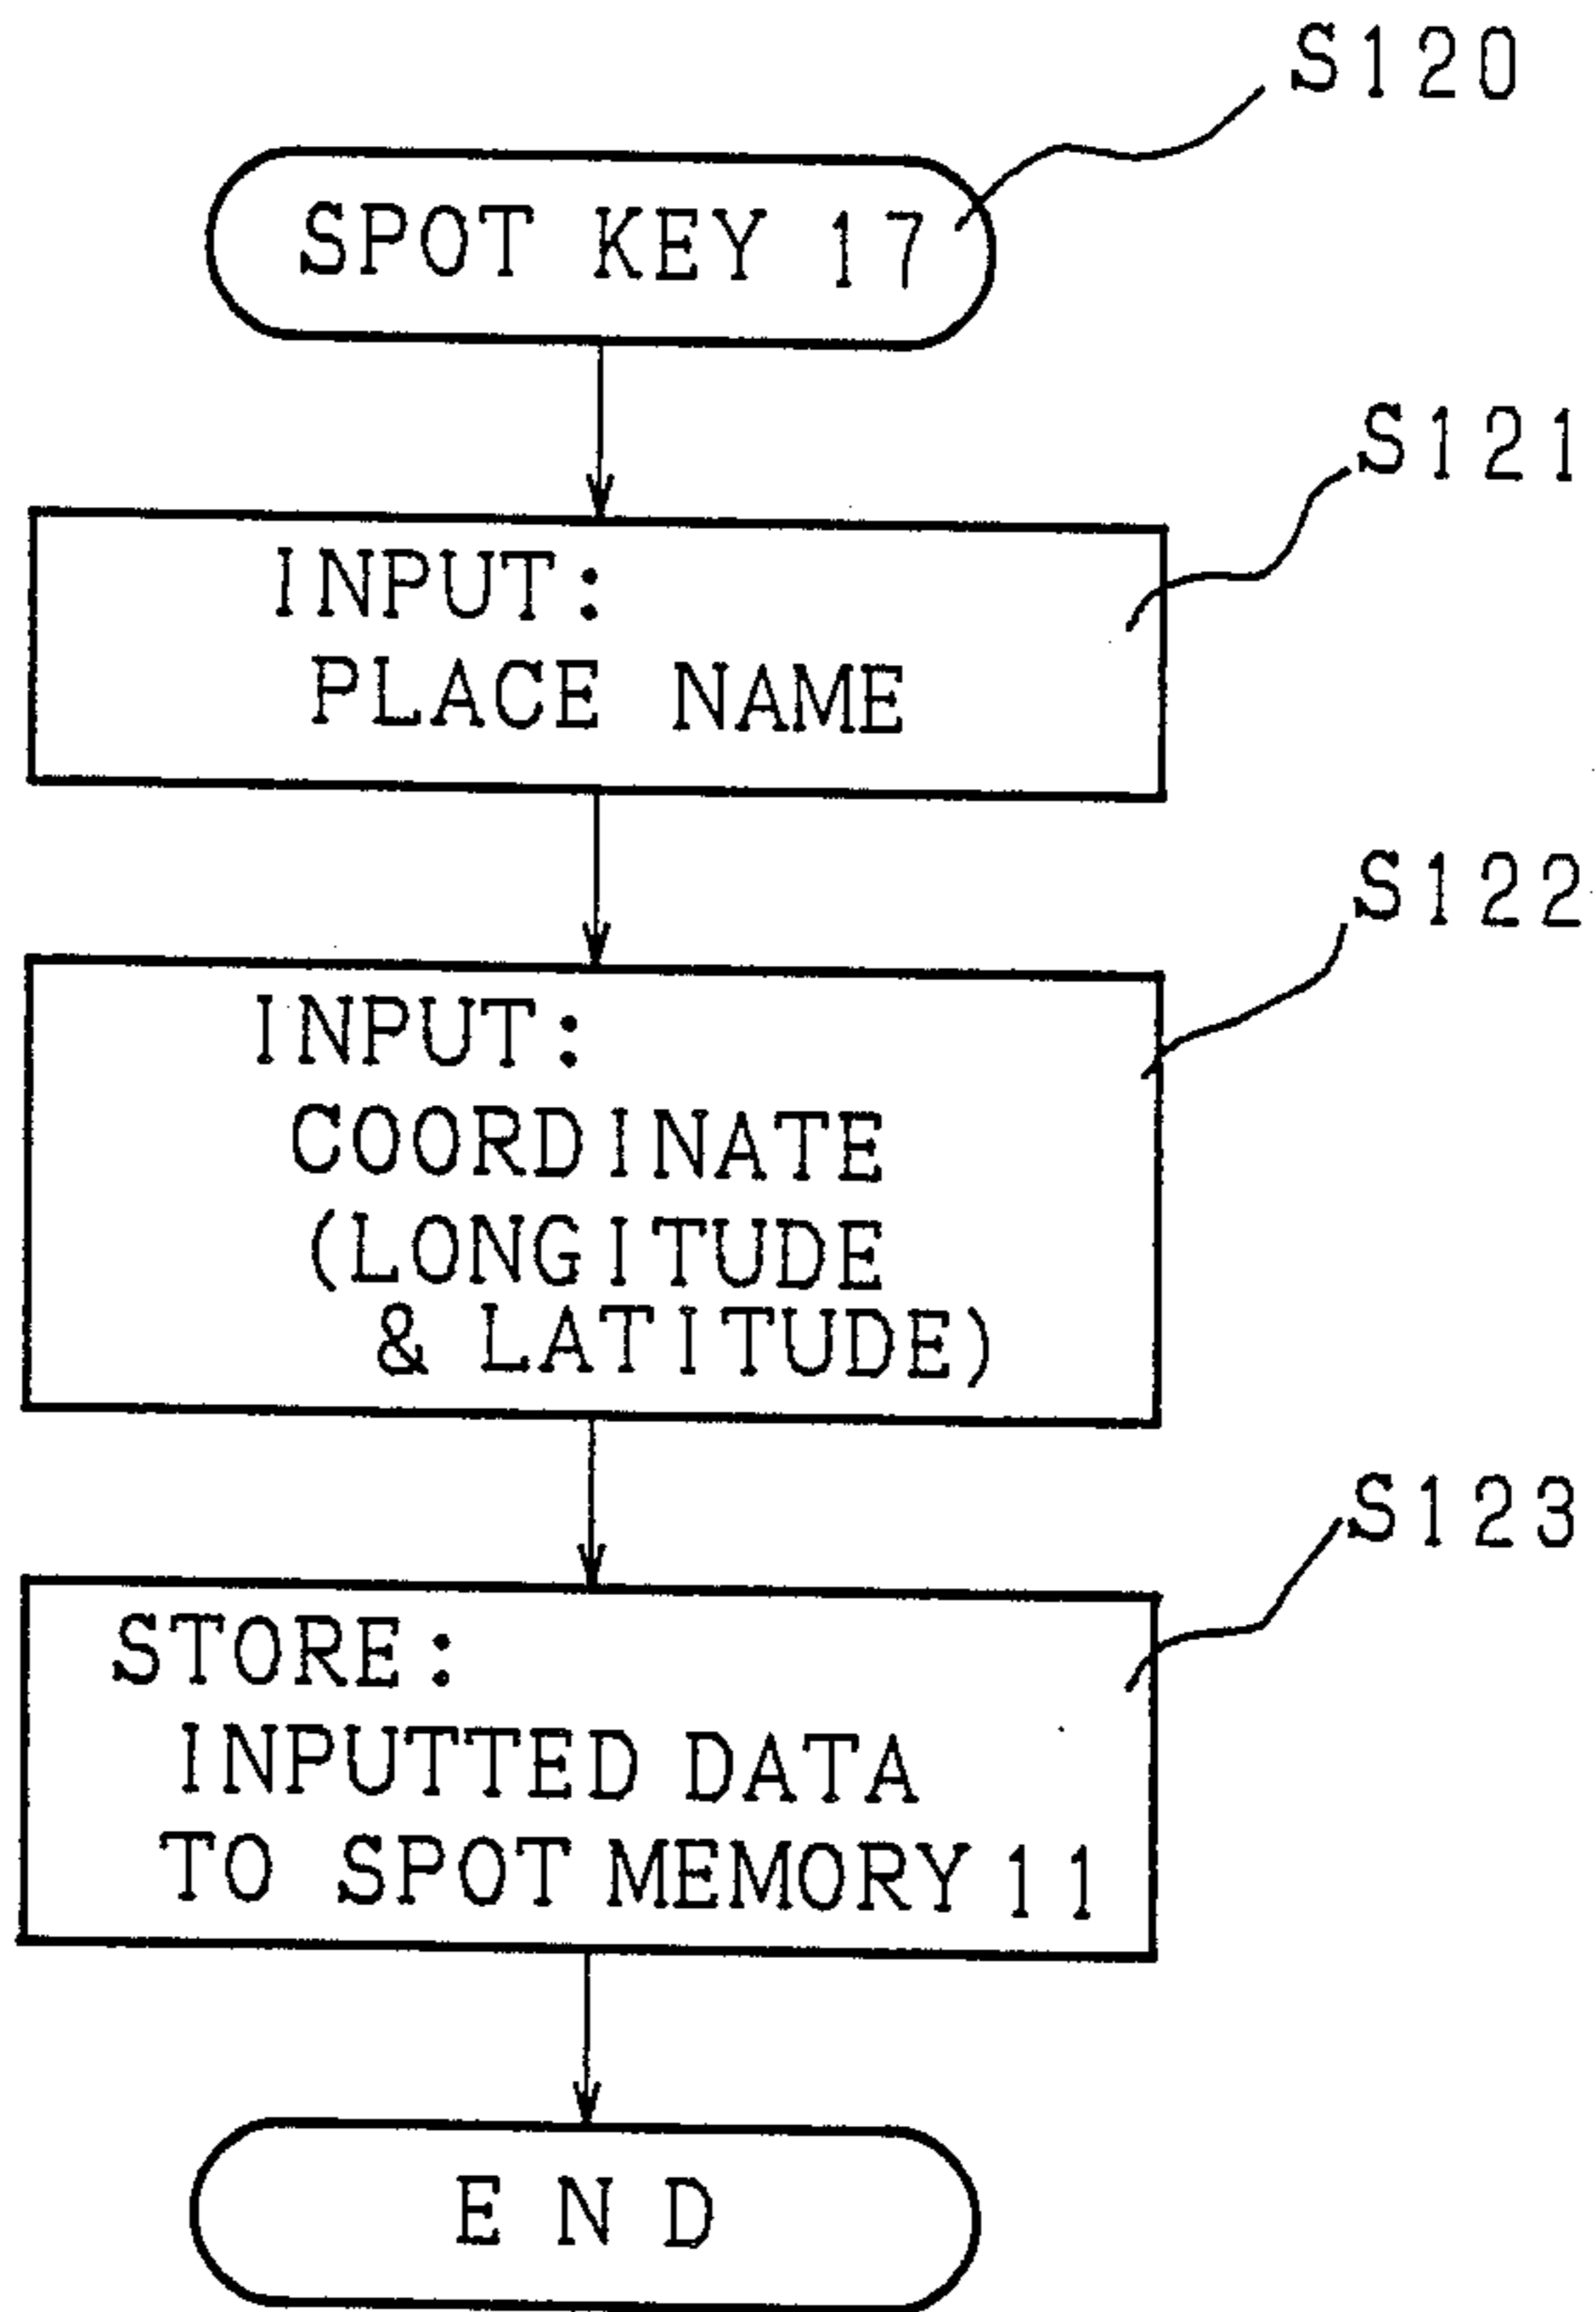 S120
SPOT KEY 17
S121
INPUT:
PLACE NAME
S122
INPUT:
COORDINATE
(LONGITUDE
& LATITUDE)
S123
STORE:
INPUTTED DATA
TO SPOT MEMORY 11
END